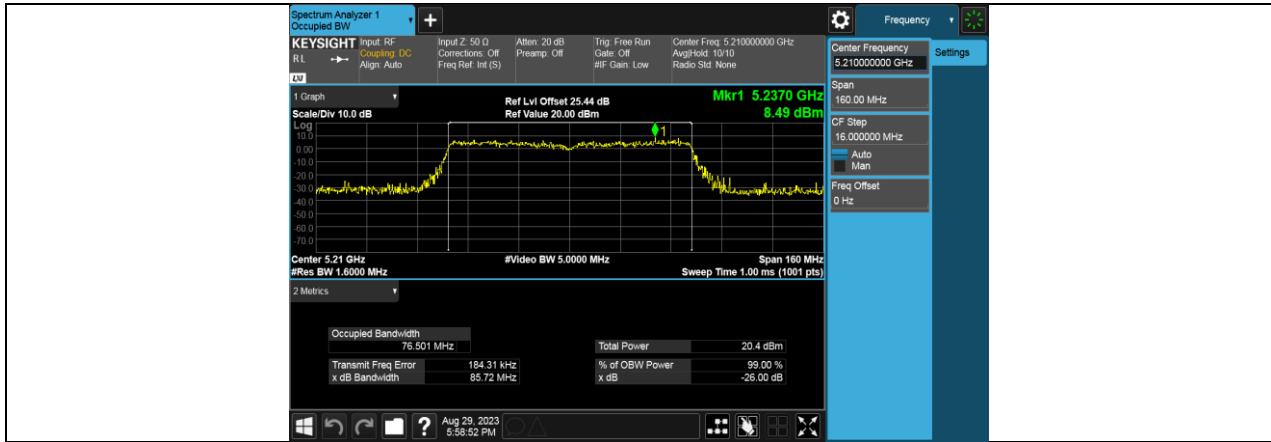 Spectrum Analyzer 1
Occupied BW
+
Frequency
KEYSIGHT
R L
LXI
Input: RF
Coupling: DC
Align: Auto
Input Z: 50 Ω
Corrections: Off
Freq Ref: Int (S)
Atten: 20 dB
Preamp: Off
Trig: Free Run
Gate: Off
#IF Gain: Low
Center Freq: 5.210000000 GHz
Avg|Hold: 10/10
Radio Std: None
1 Graph
Scale/Div 10.0 dB
Ref Lvl Offset 25.44 dB
Ref Value 20.00 dBm
Mkr1 5.2370 GHz
8.49 dBm
Log
10.0
0.00
-10.0
-20.0
-30.0
-40.0
-50.0
-60.0
-70.0
1
Center 5.21 GHz
#Res BW 1.6000 MHz
#Video BW 5.0000 MHz
Span 160 MHz
Sweep Time 1.00 ms (1001 pts)
2 Metrics
Occupied Bandwidth
76.501 MHz
Transmit Freq Error 184.31 kHz
x dB Bandwidth 85.72 MHz
Total Power 20.4 dBm
% of OBW Power 99.00 %
x dB -26.00 dB
Center Frequency
5.210000000 GHz
Span
160.00 MHz
CF Step
16.000000 MHz
Auto
Man
Freq Offset
0 Hz
Settings
?
Aug 29, 2023
5:58:52 PM